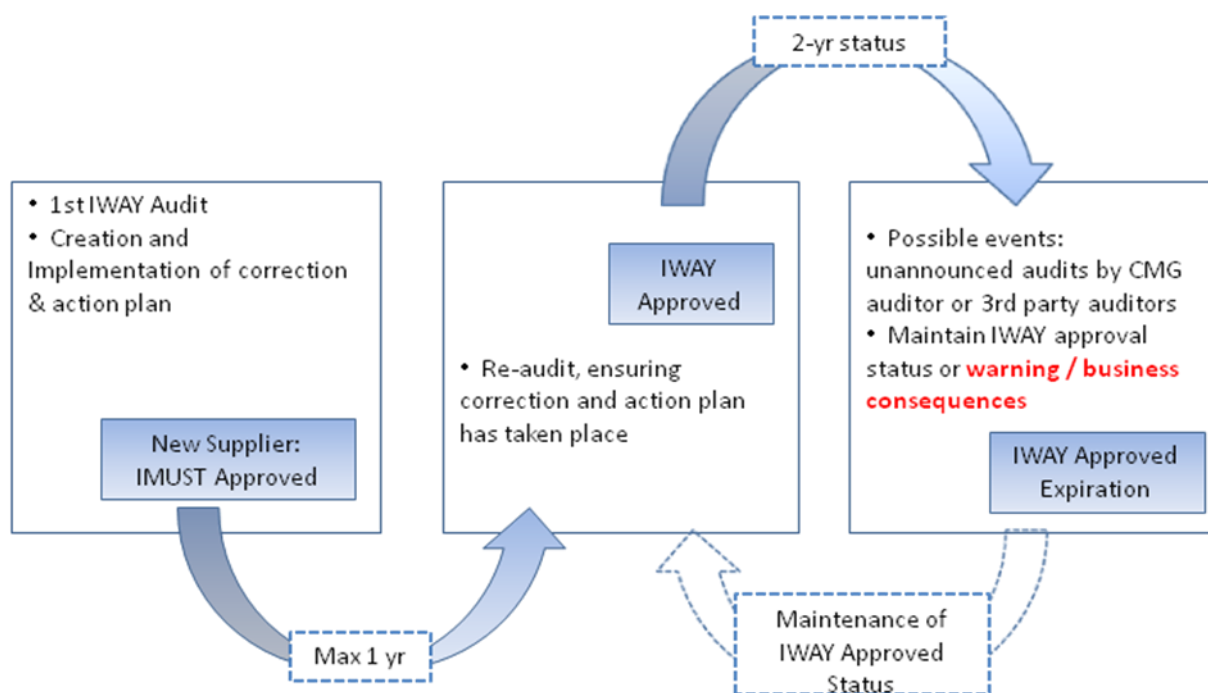 2-yr status
• 1st IWAY Audit
• Creation and
Implementation of correction
& action plan
New Supplier:
IMUST Approved
IWAY
Approved
• Re-audit, ensuring
correction and action plan
has taken place
• Possible events:
unannounced audits by CMG
auditor or 3rd party auditors
• Maintain IWAY approval
status or warning / business
consequences
IWAY Approved
Expiration
Max 1 yr
Maintenance of
IWAY Approved
Status